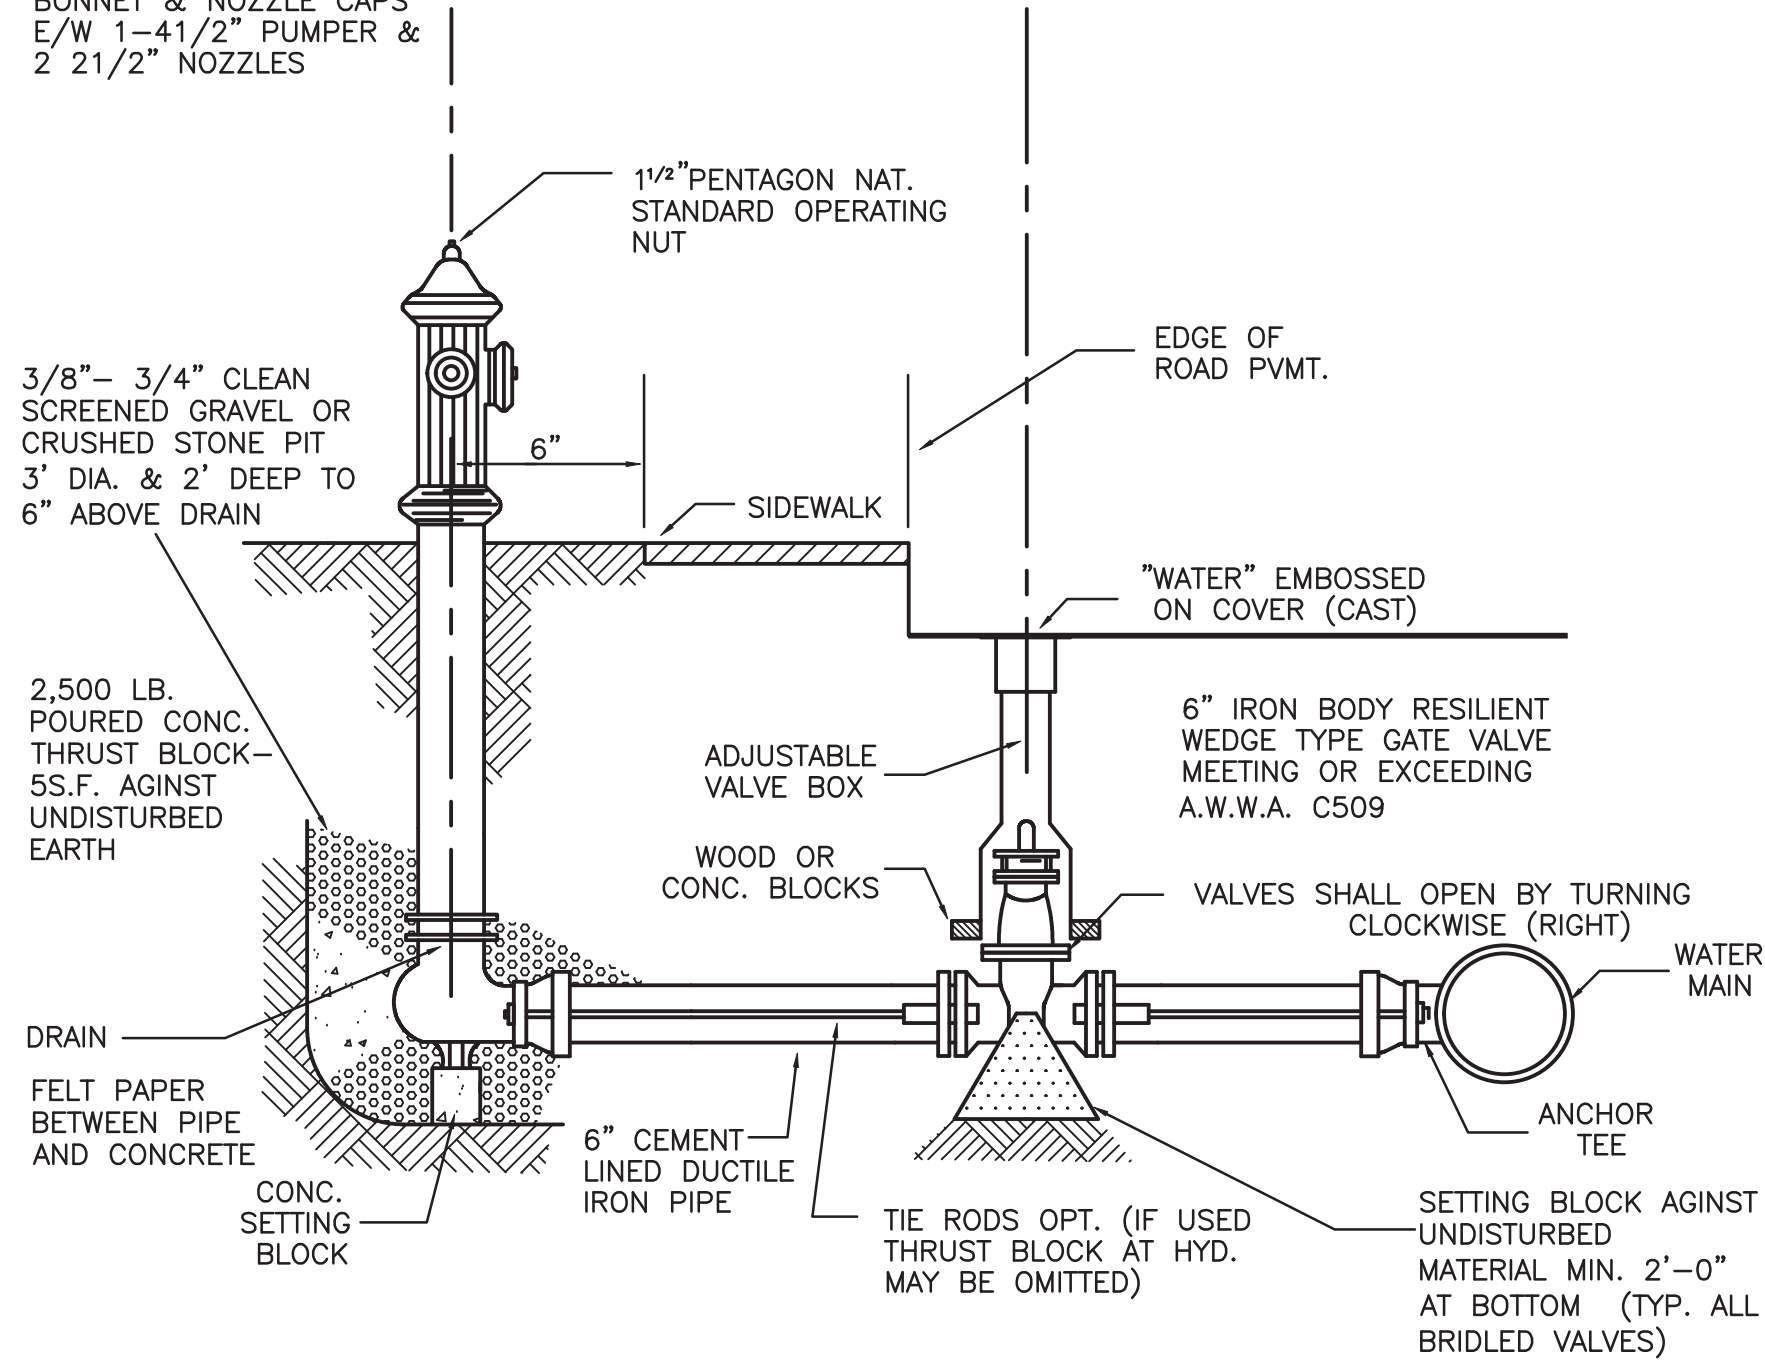 BONNET & NOZZLE CAPS
E/W 1-41/2" PUMPER &
2 21/2" NOZZLES
1 1/2" PENTAGON NAT.
STANDARD OPERATING
NUT
EDGE OF
ROAD PVMT.
3/8"- 3/4" CLEAN
SCREENED GRAVEL OR
CRUSHED STONE PIT
3' DIA. & 2' DEEP TO
6" ABOVE DRAIN
6"
SIDEWALK
"WATER" EMBOSSED
ON COVER (CAST)
2,500 LB.
POURED CONC.
THRUST BLOCK-
5S.F. AGINST
UNDISTURBED
EARTH
ADJUSTABLE
VALVE BOX
6" IRON BODY RESILIENT
WEDGE TYPE GATE VALVE
MEETING OR EXCEEDING
A.W.W.A. C509
WOOD OR
CONC. BLOCKS
VALVES SHALL OPEN BY TURNING
CLOCKWISE (RIGHT)
WATER
MAIN
DRAIN
FELT PAPER
BETWEEN PIPE
AND CONCRETE
CONC.
SETTING
BLOCK
6" CEMENT
LINED DUCTILE
IRON PIPE
TIE RODS OPT. (IF USED
THRUST BLOCK AT HYD.
MAY BE OMITTED)
ANCHOR
TEE
SETTING BLOCK AGINST
UNDISTURBED
MATERIAL MIN. 2'-0"
AT BOTTOM (TYP. ALL
BRIDLED VALVES)